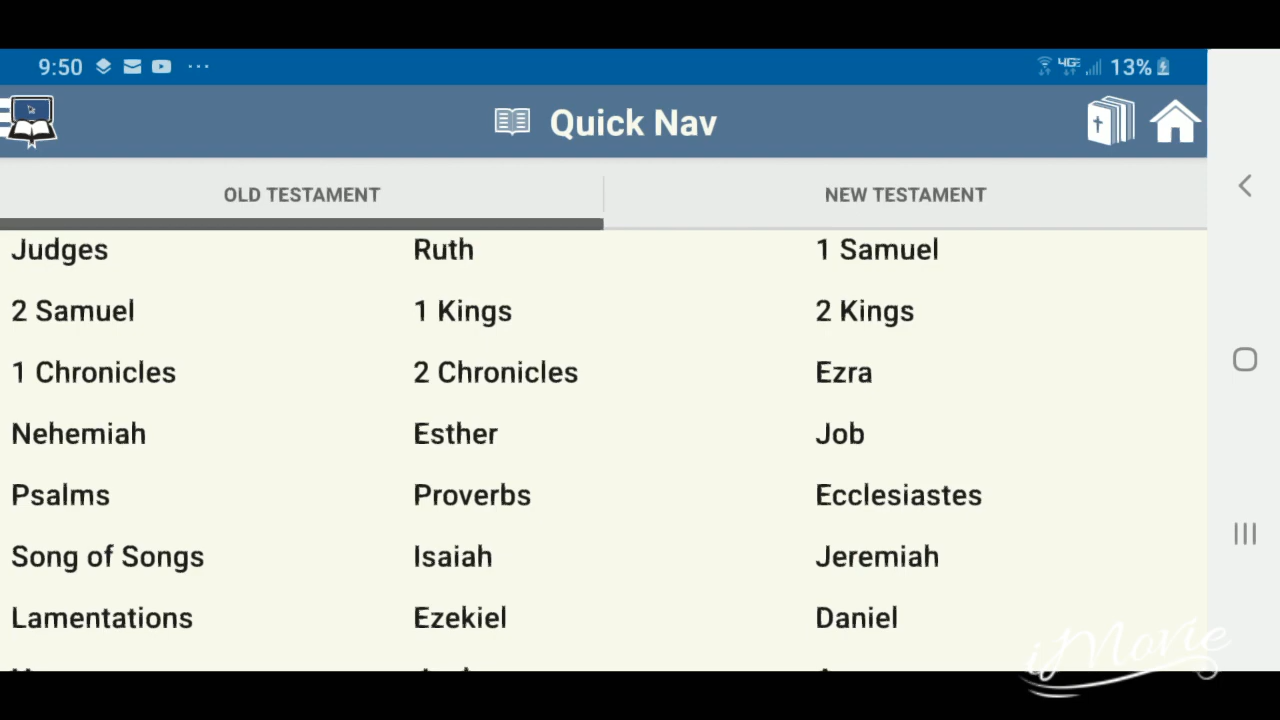 9:50 ... 4GE 13%
Quick Nav
OLD TESTAMENT NEW TESTAMENT
Judges Ruth 1 Samuel
2 Samuel 1 Kings 2 Kings
1 Chronicles 2 Chronicles Ezra
Nehemiah Esther Job
Psalms Proverbs Ecclesiastes
Song of Songs Isaiah Jeremiah
Lamentations Ezekiel Daniel
iMovie